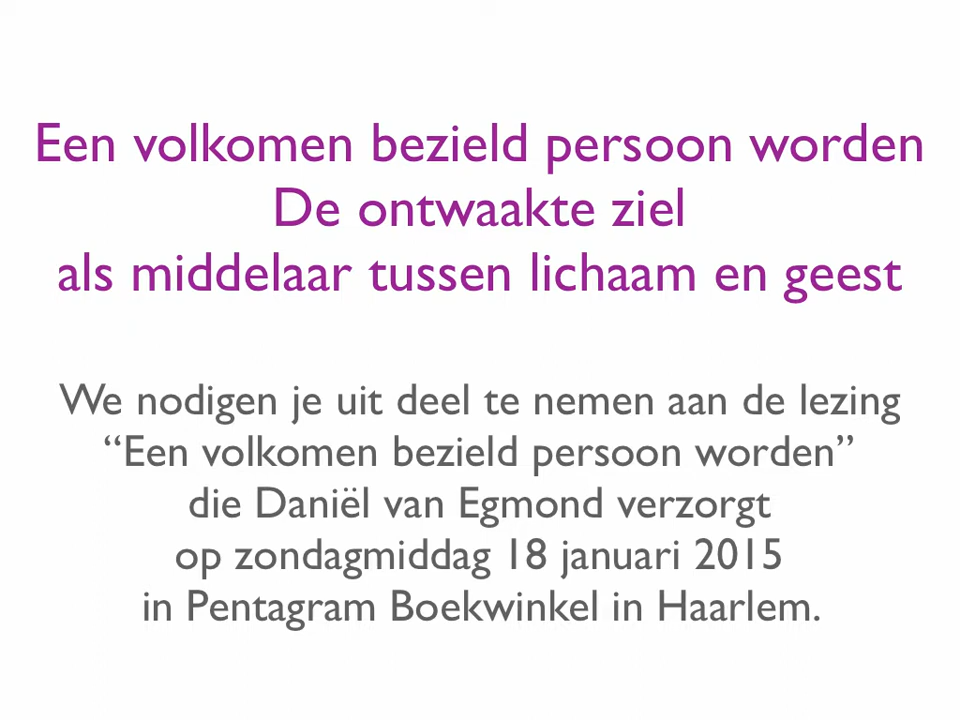 Een volkomen bezield persoon worden
De ontwaakte ziel
als middelaar tussen lichaam en geest
We nodigen je uit deel te nemen aan de lezing
“Een volkomen bezield persoon worden”
die Daniël van Egmond verzorgt
op zondagmiddag 18 januari 2015
in Pentagram Boekwinkel in Haarlem.